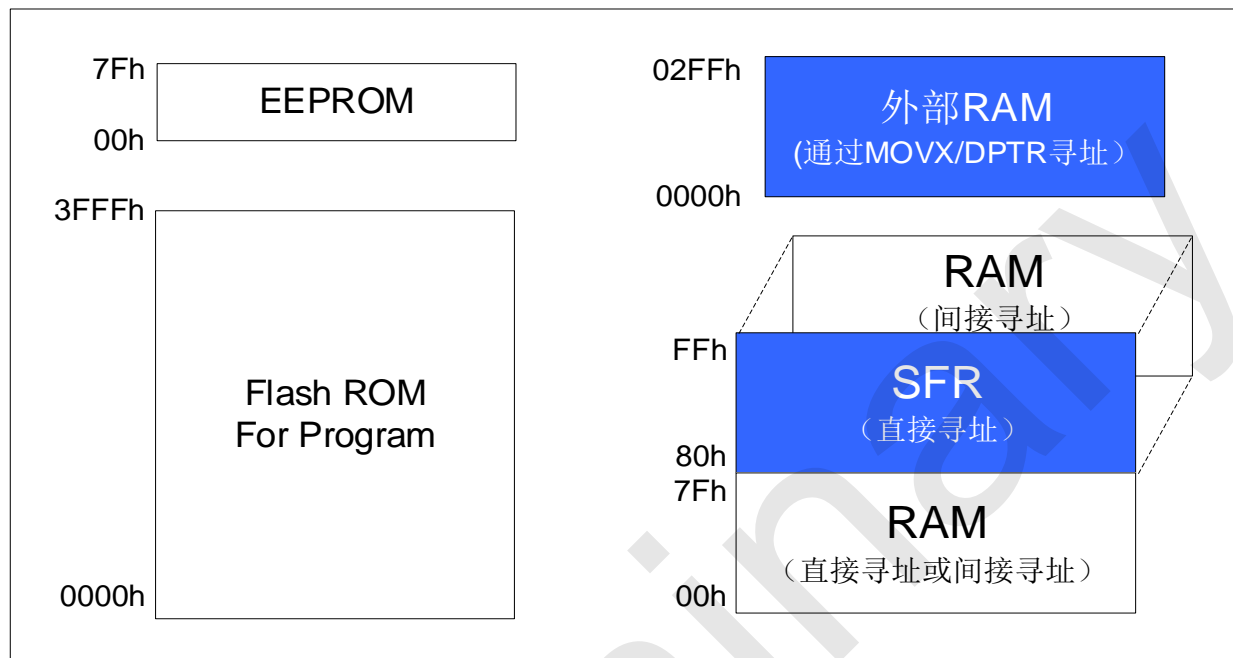 7Fh
EEPROM
00h
3FFFh
Flash ROM
For Program
0000h
02FFh
外部RAM
(通过MOVX/DPTR寻址）
0000h
RAM
（间接寻址）
FFh
SFR
（直接寻址）
80h
7Fh
RAM
（直接寻址或间接寻址）
00h
inary